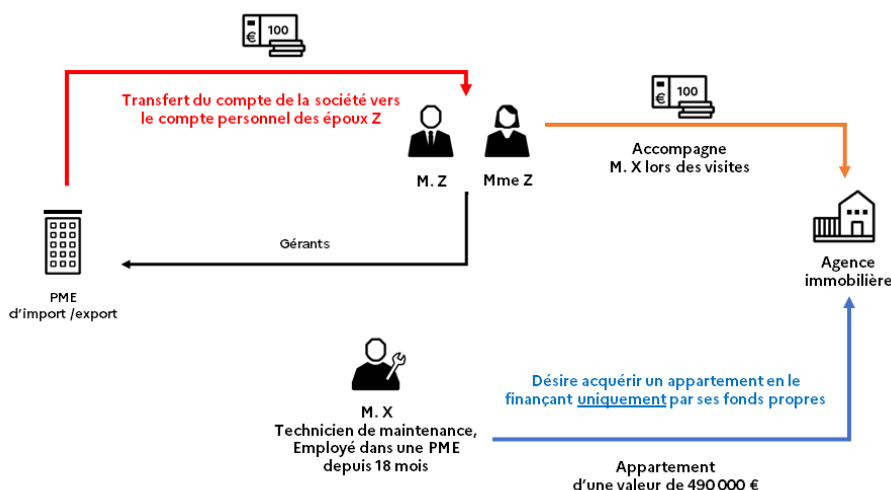 € 100
€ 100
Transfert du compte de la société vers
le compte personnel des époux Z
M. Z
Mme Z
Accompagne
M. X lors des visites
Gérants
PME
d'import /export
Agence
immobilière
M. X
Technicien de maintenance,
Employé dans une PME
depuis 18 mois
Désire acquérir un appartement en le
finançant uniquement par ses fonds propres
Appartement
d'une valeur de 490 000 €